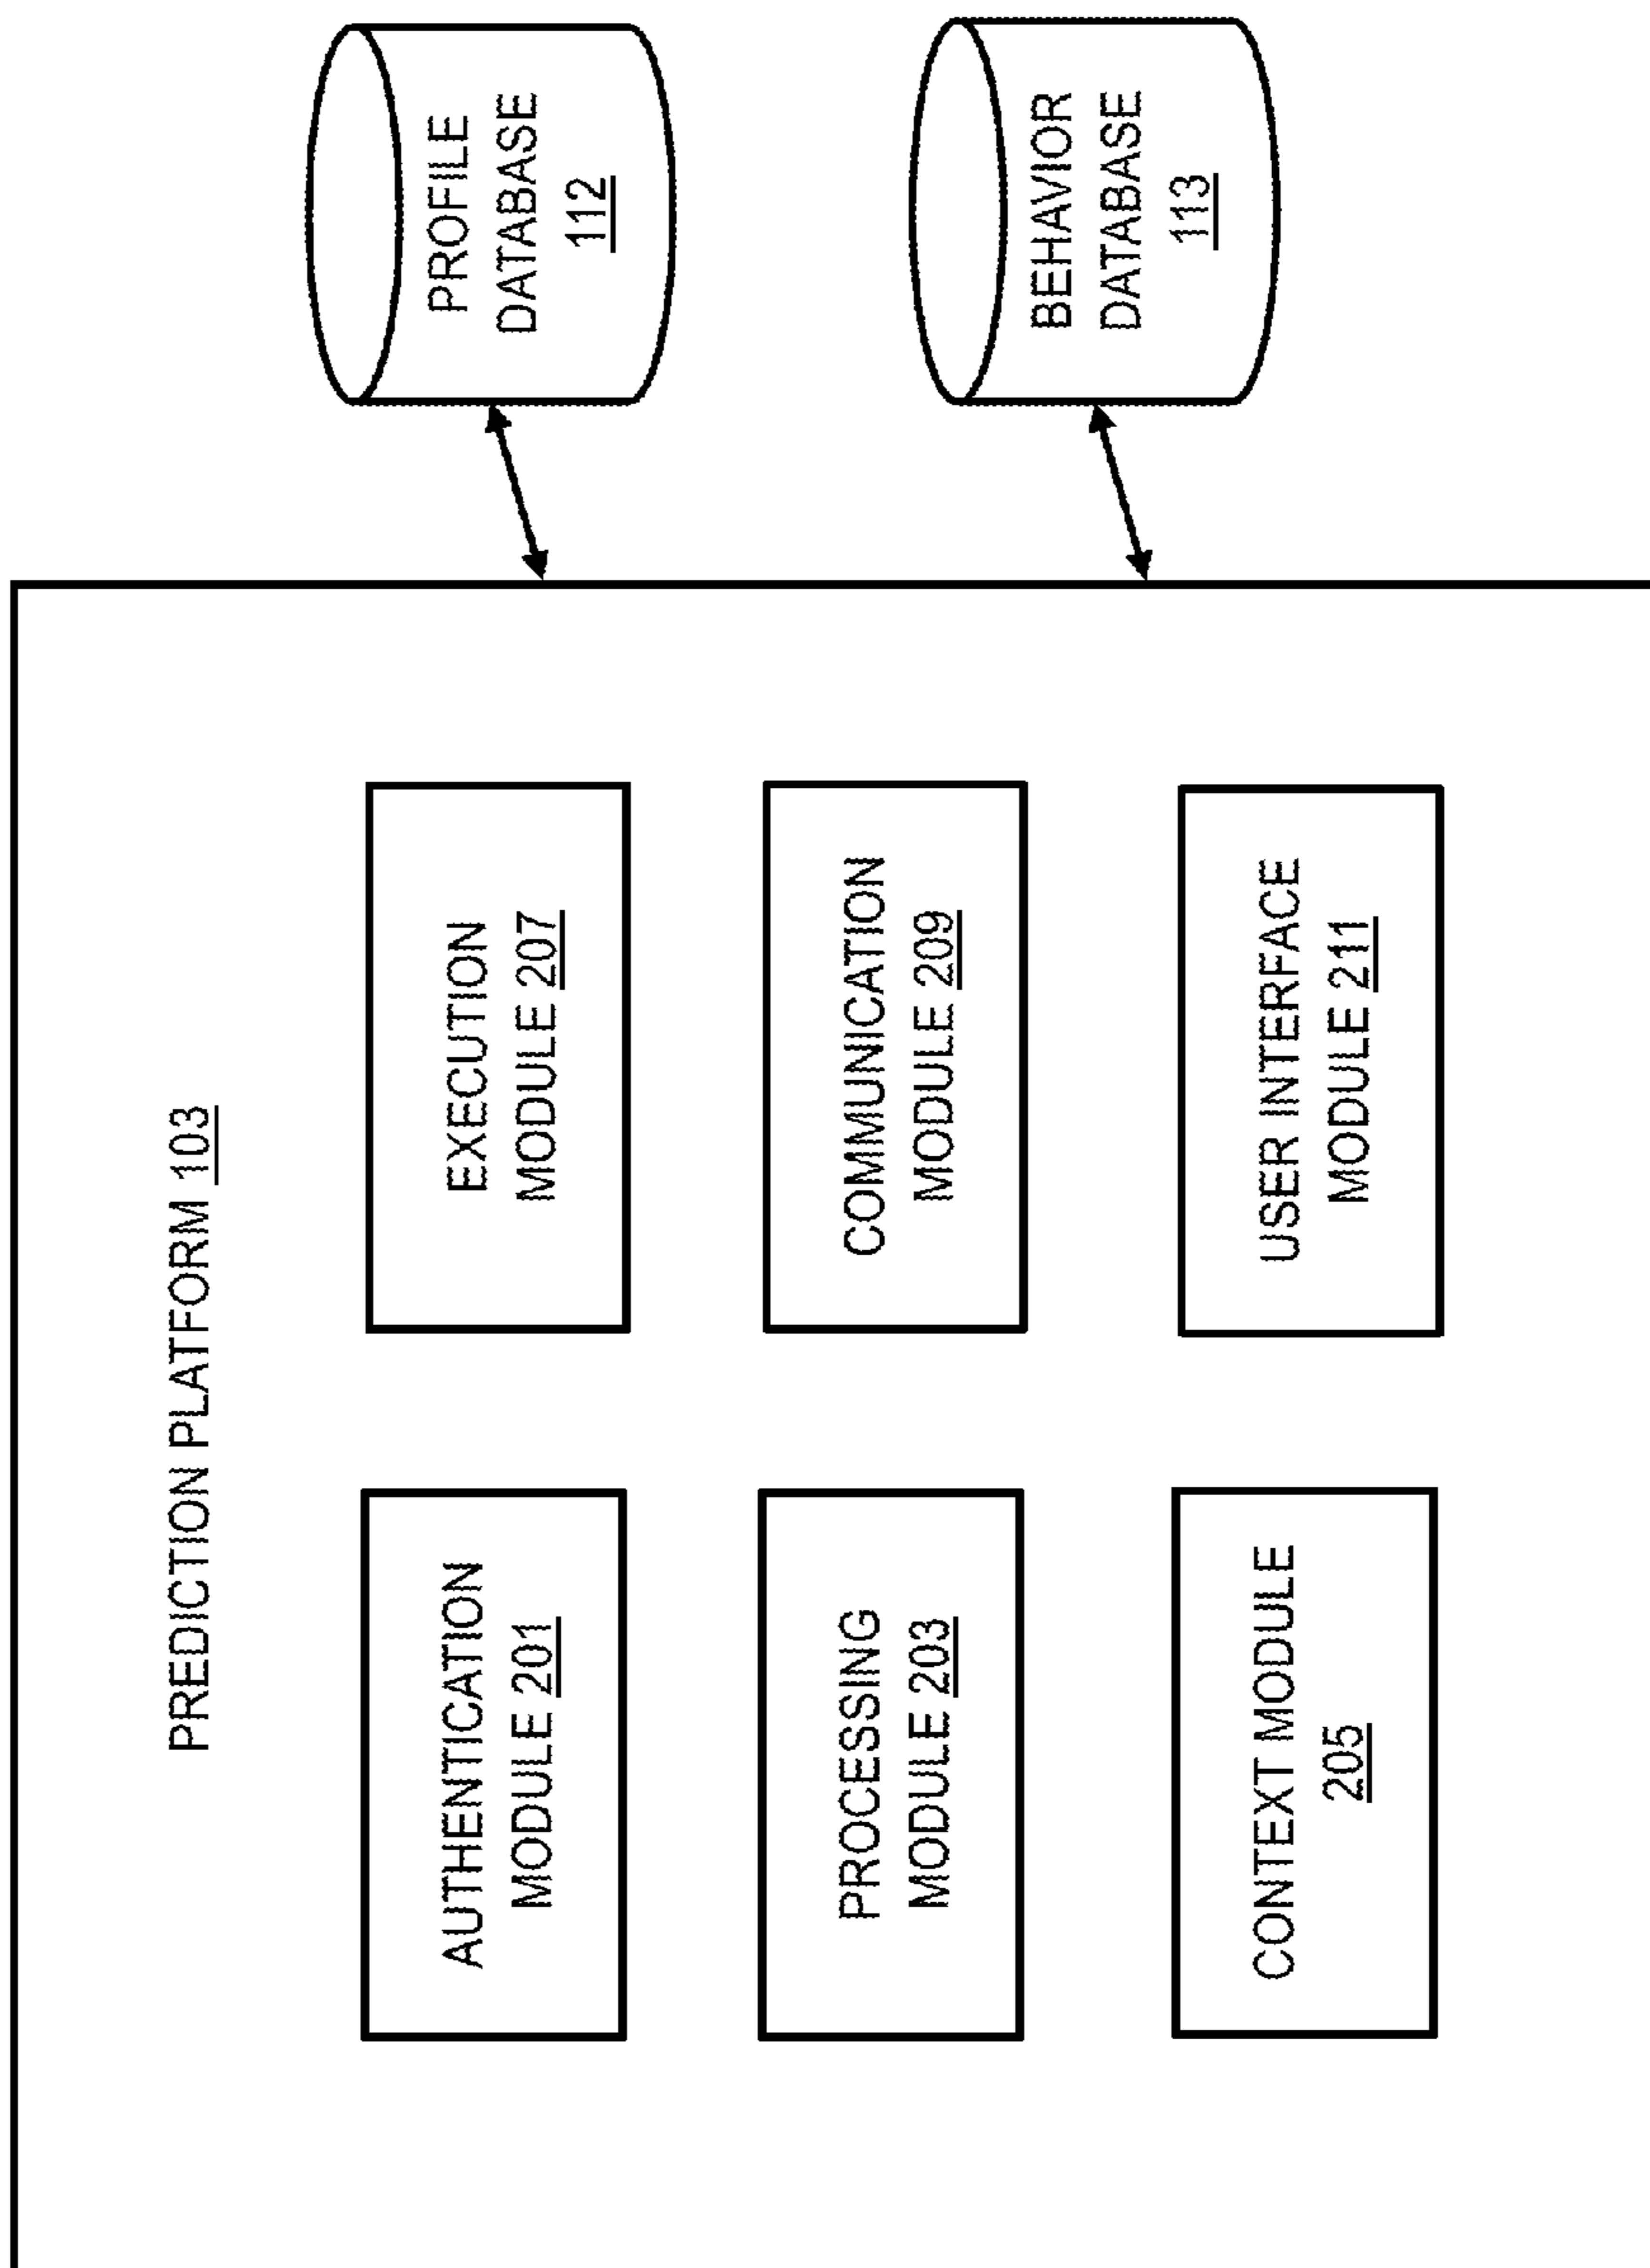 PREDICTION PLATFORM 103
AUTHENTICATION
MODULE 201
PROCESSING
MODULE 203
CONTEXT MODULE
205
EXECUTION
MODULE 207
COMMUNICATION
MODULE 209
USER INTERFACE
MODULE 211
PROFILE
DATABASE
112
BEHAVIOR
DATABASE
113